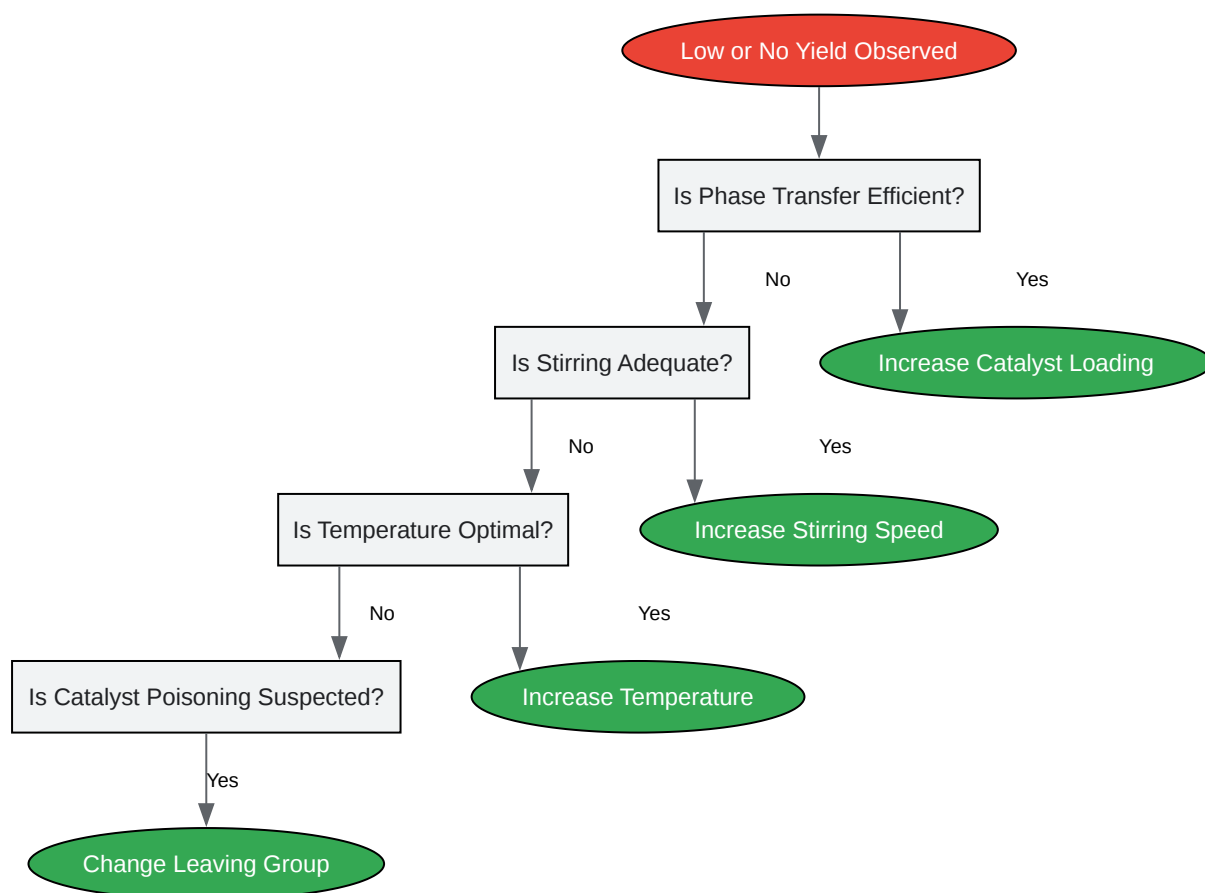 Low or No Yield Observed
Is Phase Transfer Efficient?
No
Yes
Is Stirring Adequate?
Increase Catalyst Loading
No
Yes
Is Temperature Optimal?
Increase Stirring Speed
No
Yes
Is Catalyst Poisoning Suspected?
Increase Temperature
Yes
Change Leaving Group